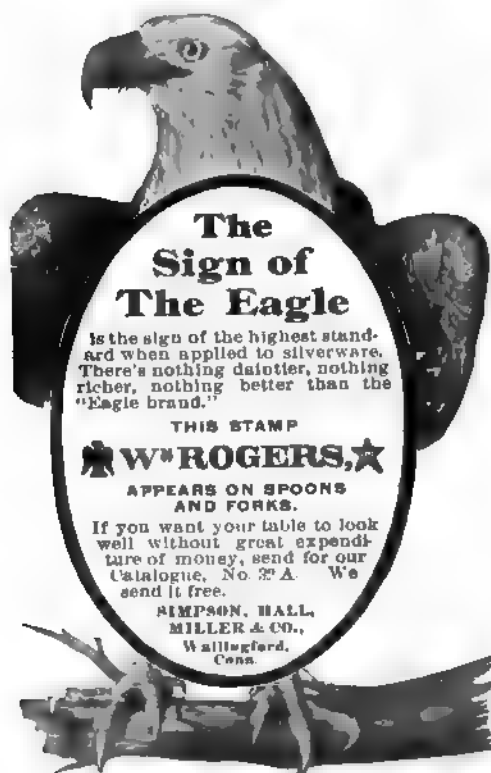 The
Sign of
The Eagle
is the sign of the highest stand-
ard when applied to silverware.
There's nothing daintier, nothing
richer, nothing better than the
"Eagle brand."
THIS STAMP
Wm ROGERS,
APPEARS ON SPOONS
AND FORKS.
If you want your table to look
well without great expendi-
ture of money, send for our
Catalogue, No. A We
send it free.
SIMPSON, HALL,
MILLER & CO.,
Wallingford,
Conn.